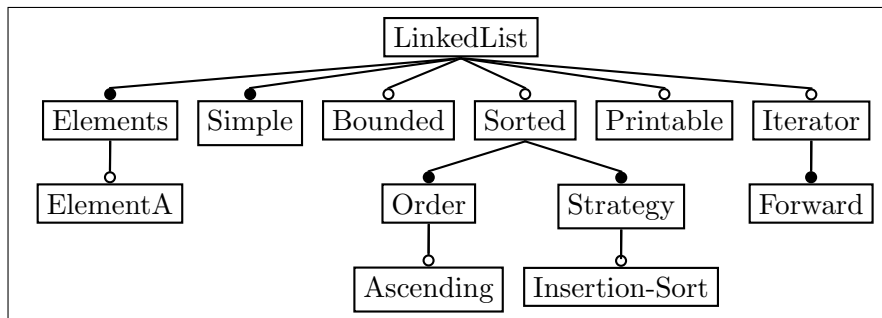 LinkedList
Elements
Simple
Bounded
Sorted
Printable
Iterator
ElementA
Order
Strategy
Forward
Ascending
Insertion-Sort